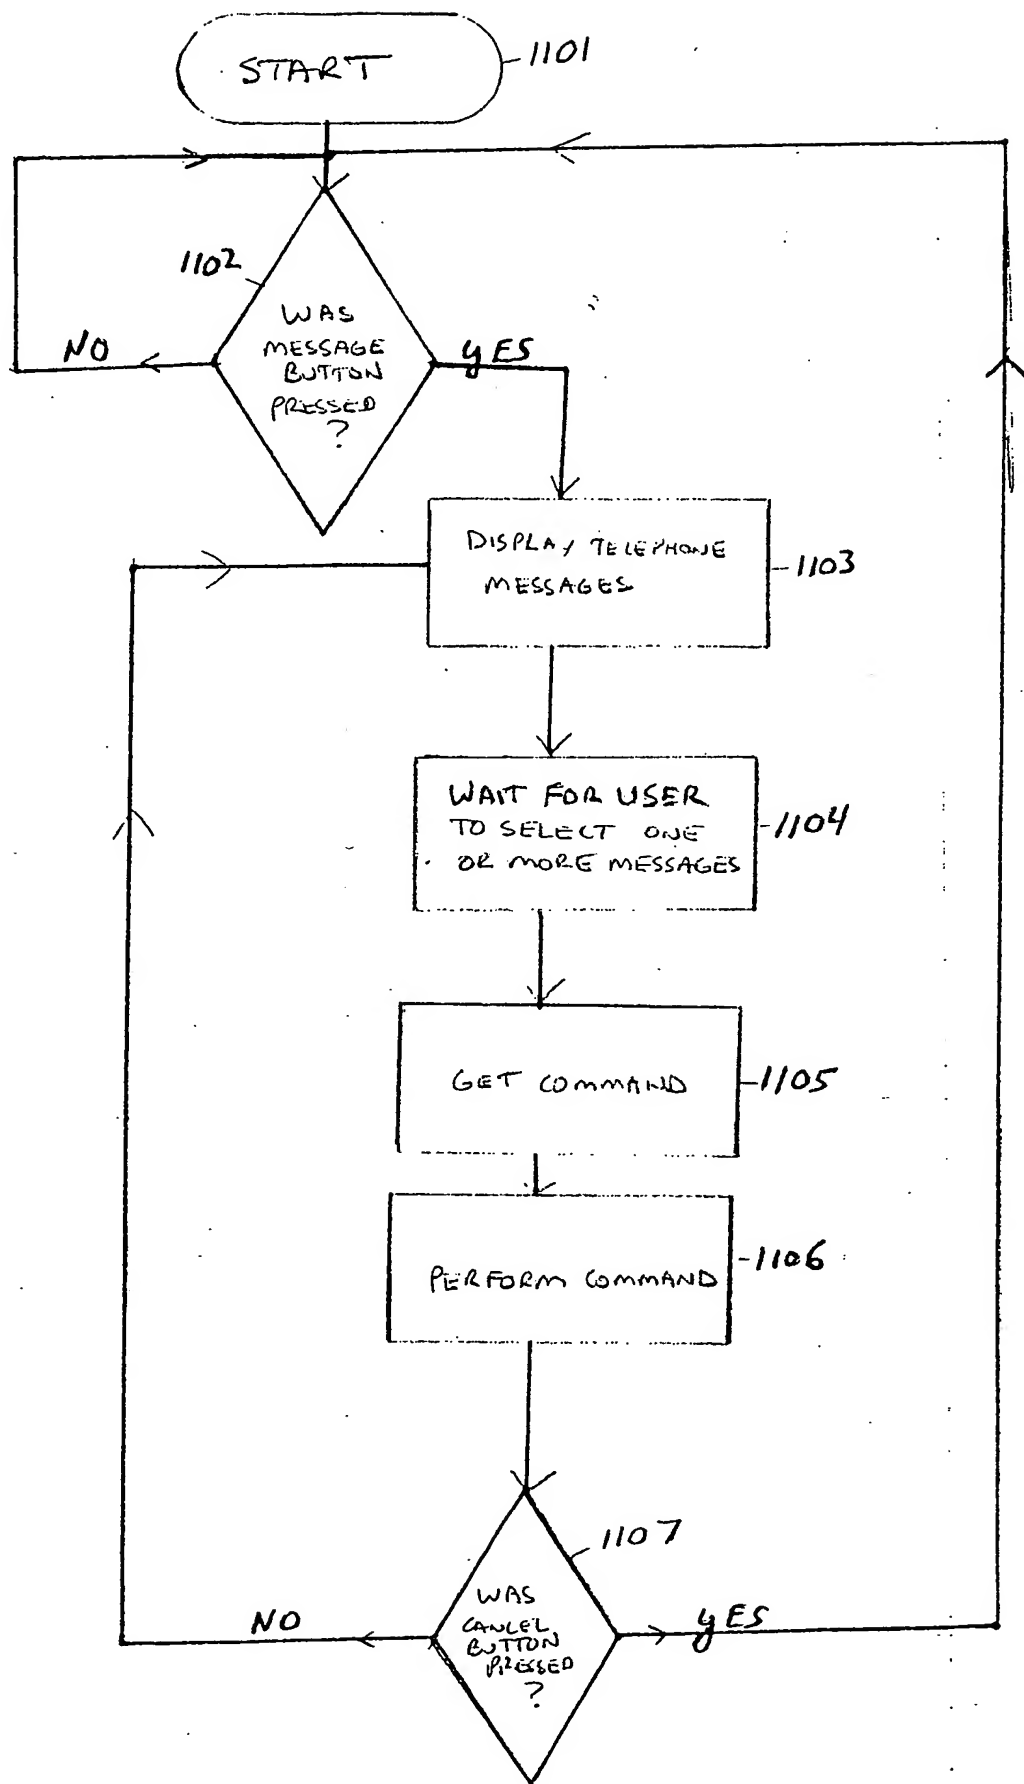 START
1101
1102
WAS
MESSAGE
BUTTON
PRESSED
?
NO
YES
DISPLAY TELEPHONE
MESSAGES
1103
WAIT FOR USER
TO SELECT ONE
OR MORE MESSAGES
1104
GET COMMAND
1105
PERFORM COMMAND
1106
1107
WAS
CANCEL
BUTTON
PRESSED
?
NO
YES